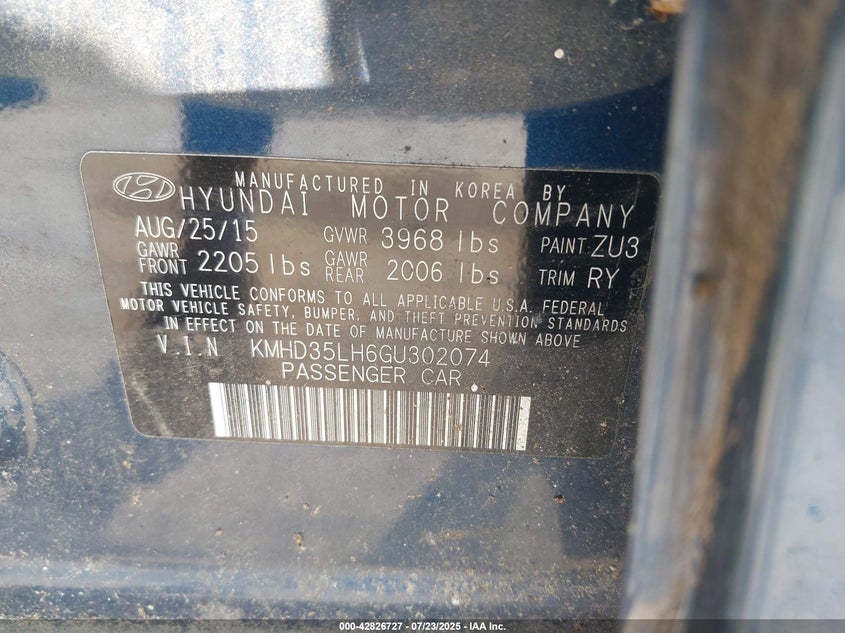 MANUFACTURED IN KOREA BY
HYUNDAI MOTOR COMPANY
AUG/25/15 GVWR 3968 lbs PAINT ZU3
GAWR FRONT 2205 lbs GAWR REAR 2006 lbs TRIM RY
THIS VEHICLE CONFORMS TO ALL APPLICABLE U.S.A. FEDERAL
MOTOR VEHICLE SAFETY, BUMPER, AND THEFT PREVENTION STANDARDS
IN EFFECT ON THE DATE OF MANUFACTURE SHOWN ABOVE
V.I.N KMHD35LH6GU302074
PASSENGER CAR
000-42826727 - 07/23/2025 - IAA Inc.